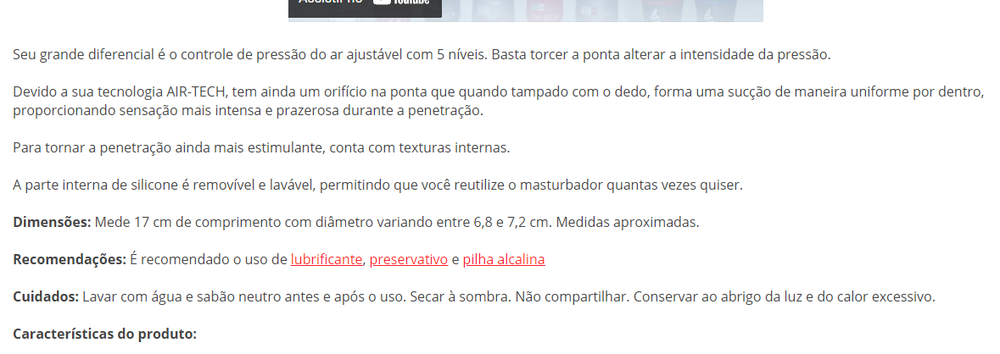 Assistir no YouTube
Seu grande diferencial é o controle de pressão do ar ajustável com 5 níveis. Basta torcer a ponta alterar a intensidade da pressão.
Devido a sua tecnologia AIR-TECH, tem ainda um orifício na ponta que quando tampado com o dedo, forma uma sucção de maneira uniforme por dentro,
proporcionando sensação mais intensa e prazerosa durante a penetração.
Para tornar a penetração ainda mais estimulante, conta com texturas internas.
A parte interna de silicone é removível e lavável, permitindo que você reutilize o masturbador quantas vezes quiser.
Dimensões: Mede 17 cm de comprimento com diâmetro variando entre 6,8 e 7,2 cm. Medidas aproximadas.
Recomendações: É recomendado o uso de lubrificante, preservativo e pilha alcalina
Cuidados: Lavar com água e sabão neutro antes e após o uso. Secar à sombra. Não compartilhar. Conservar ao abrigo da luz e do calor excessivo.
Características do produto: